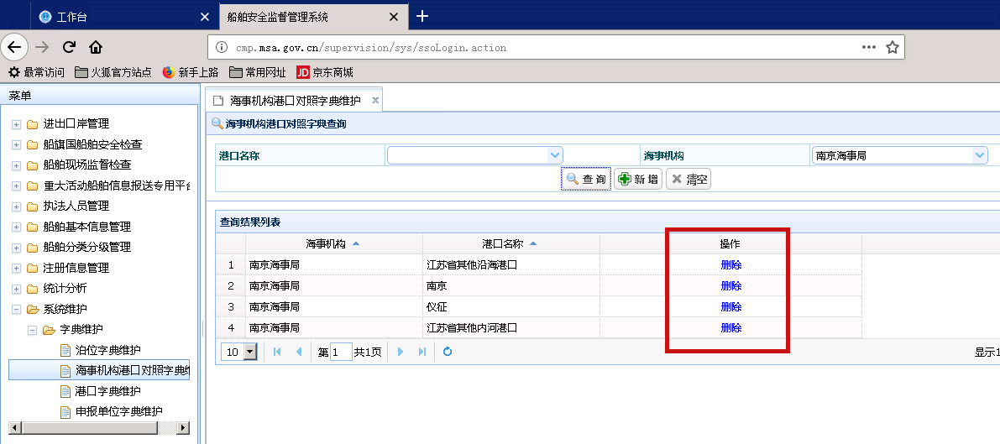 工作台
船舶安全监督管理系统
cmp.msa.gov.cn/supervision/sys/ssoLogin.action
最常访问 火狐官方站点 新手上路 常用网址 JD 京东商城
菜单
海事机构港口对照字典维护
进出口岸管理
船旗国船舶安全检查
船舶现场监督检查
重大活动船舶信息报送专用平台
执法人员管理
船舶基本信息管理
船舶分类分级管理
注册信息管理
统计分析
系统维护
字典维护
泊位字典维护
海事机构港口对照字典维
港口字典维护
申报单位字典维护
海事机构港口对照字典查询
港口名称 海事机构 南京海事局
查询 新增 清空
查询结果列表
海事机构 港口名称 操作
1 南京海事局 江苏省其他沿海港口 删除
2 南京海事局 南京 删除
3 南京海事局 仪征 删除
4 南京海事局 江苏省其他内河港口 删除
10 第 1 共1页 显示1